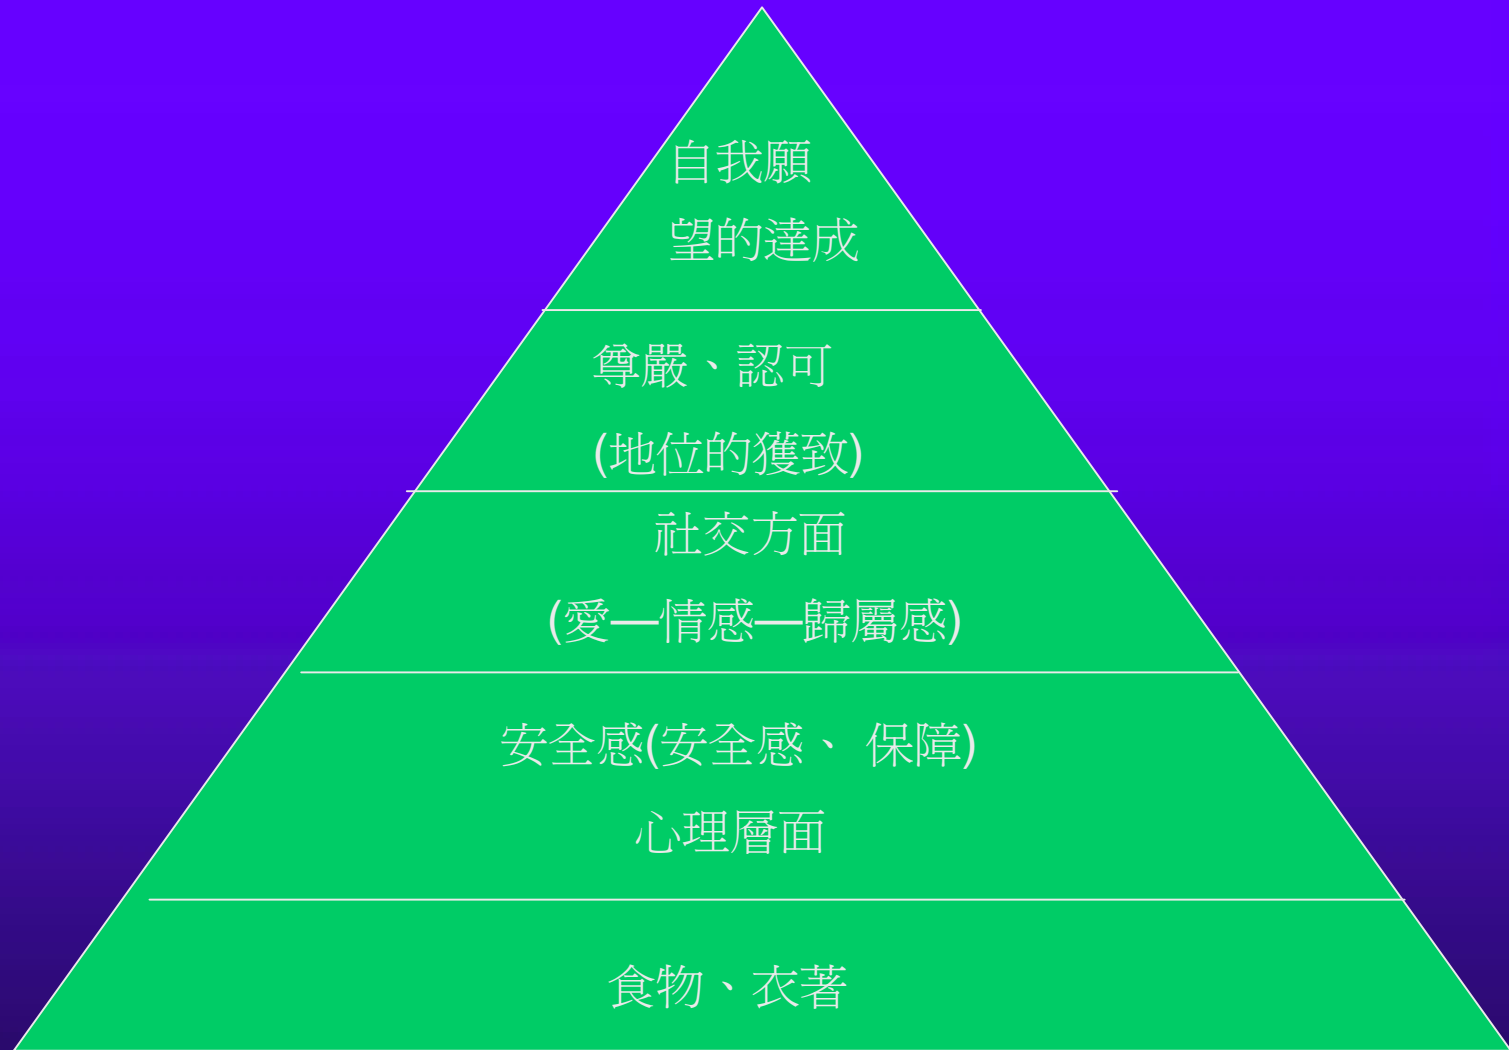 自我願
望的達成
尊嚴、認可
(地位的獲致)
社交方面
(愛—情感—歸屬感)
安全感(安全感、 保障)
心理層面
食物、衣著